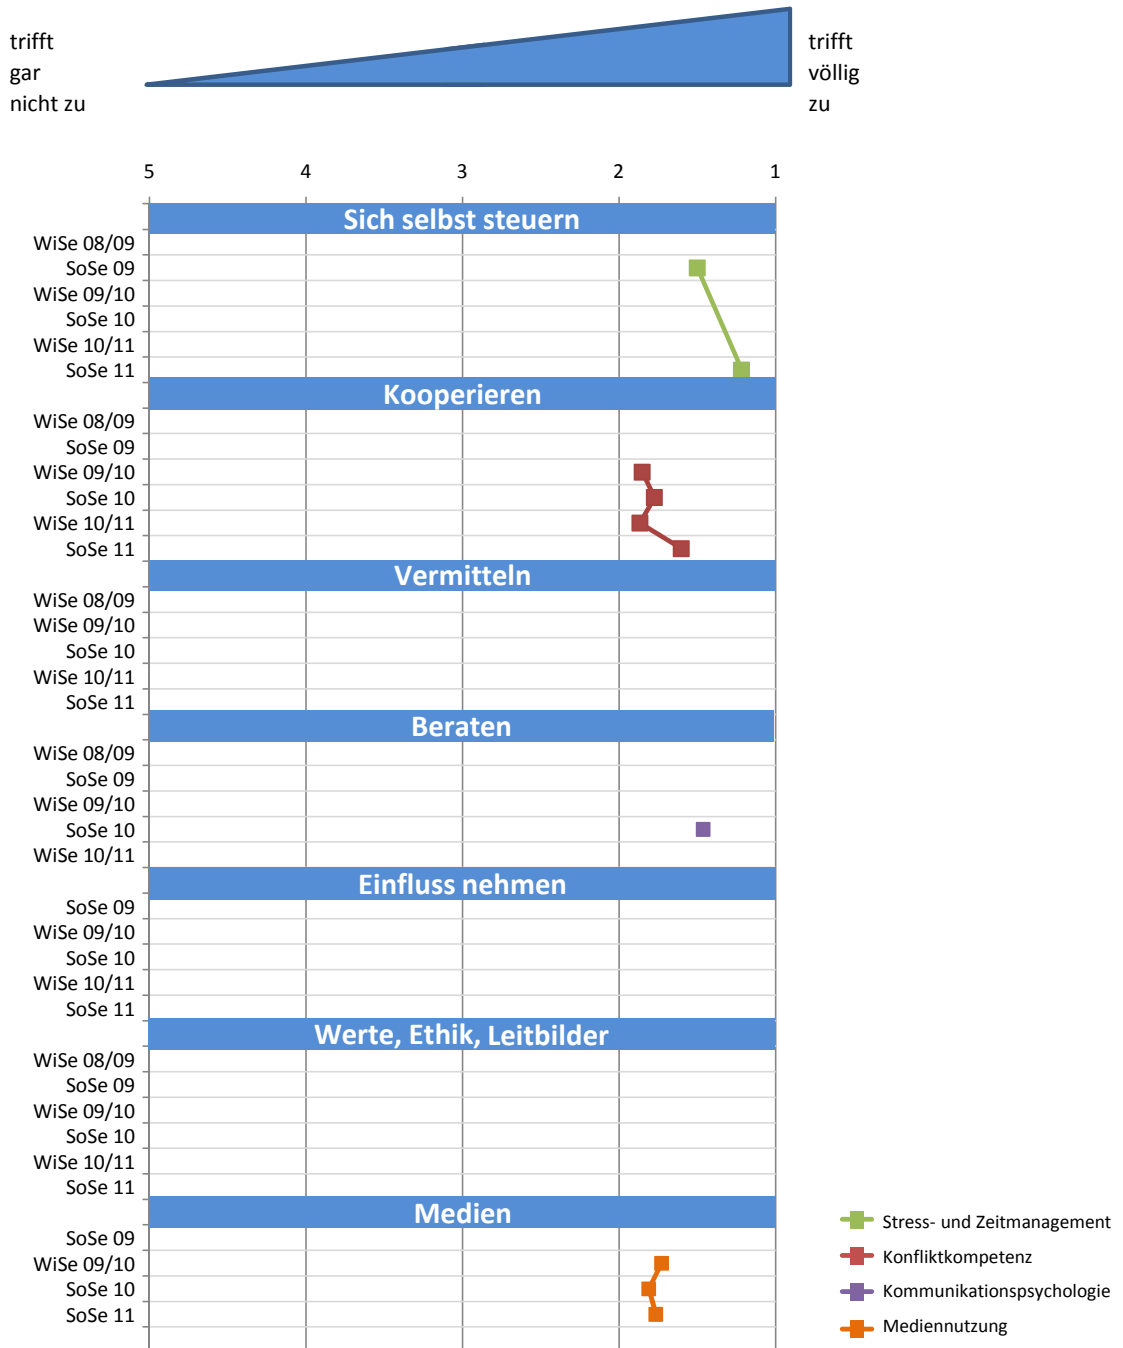 trifft
gar
nicht zu
trifft
völlig
zu
5 4 3 2 1
Sich selbst steuern
WiSe 08/09
SoSe 09
WiSe 09/10
SoSe 10
WiSe 10/11
SoSe 11
Kooperieren
WiSe 08/09
SoSe 09
WiSe 09/10
SoSe 10
WiSe 10/11
SoSe 11
Vermitteln
WiSe 08/09
WiSe 09/10
SoSe 10
WiSe 10/11
SoSe 11
Beraten
WiSe 08/09
SoSe 09
WiSe 09/10
SoSe 10
WiSe 10/11
Einfluss nehmen
SoSe 09
WiSe 09/10
SoSe 10
WiSe 10/11
SoSe 11
Werte, Ethik, Leitbilder
WiSe 08/09
SoSe 09
WiSe 09/10
SoSe 10
WiSe 10/11
SoSe 11
Medien
SoSe 09
WiSe 09/10
SoSe 10
SoSe 11
Stress- und Zeitmanagement
Konfliktkompetenz
Kommunikationspsychologie
Mediennutzung